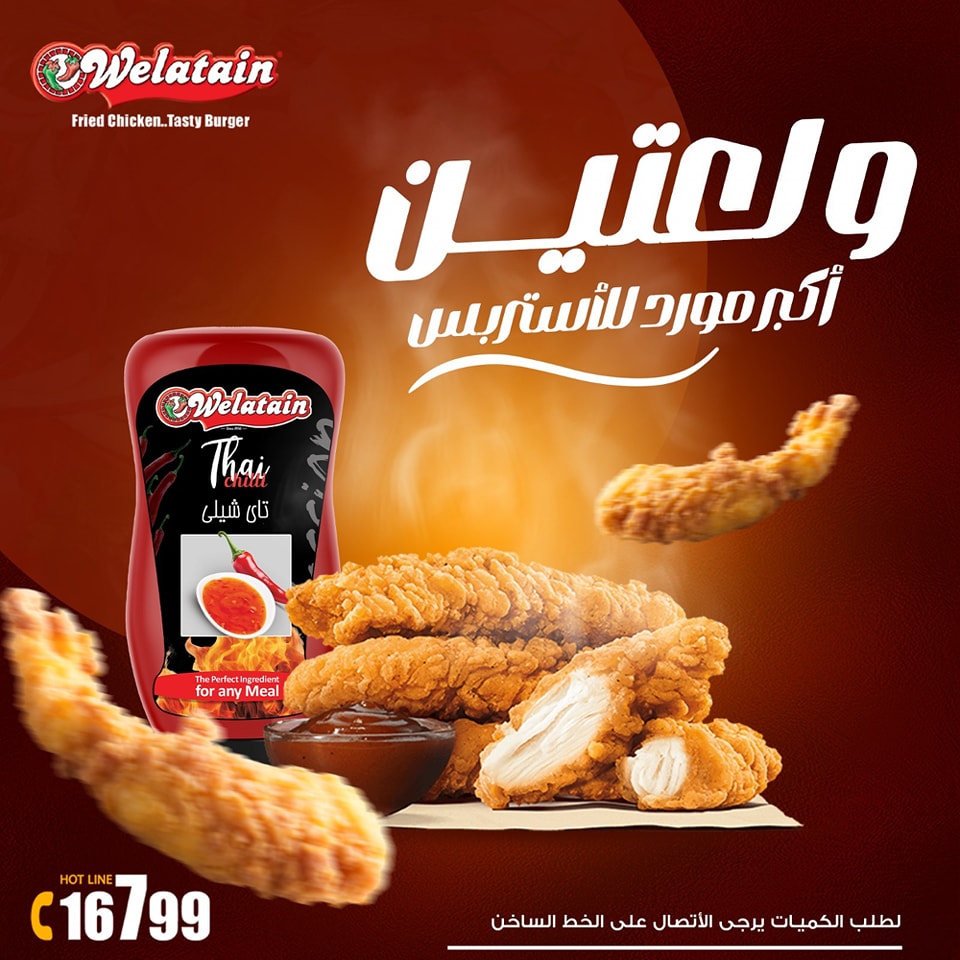 Welatain
Fried Chicken..Tasty Burger
ولعتين
أكبر مورد للأستربس
Welatain
Thai
chilli
تاى شيلى
The Perfect Ingredient
for any Meal
HOT LINE
16799
لطلب الكميات يرجى الأتصال على الخط الساخن